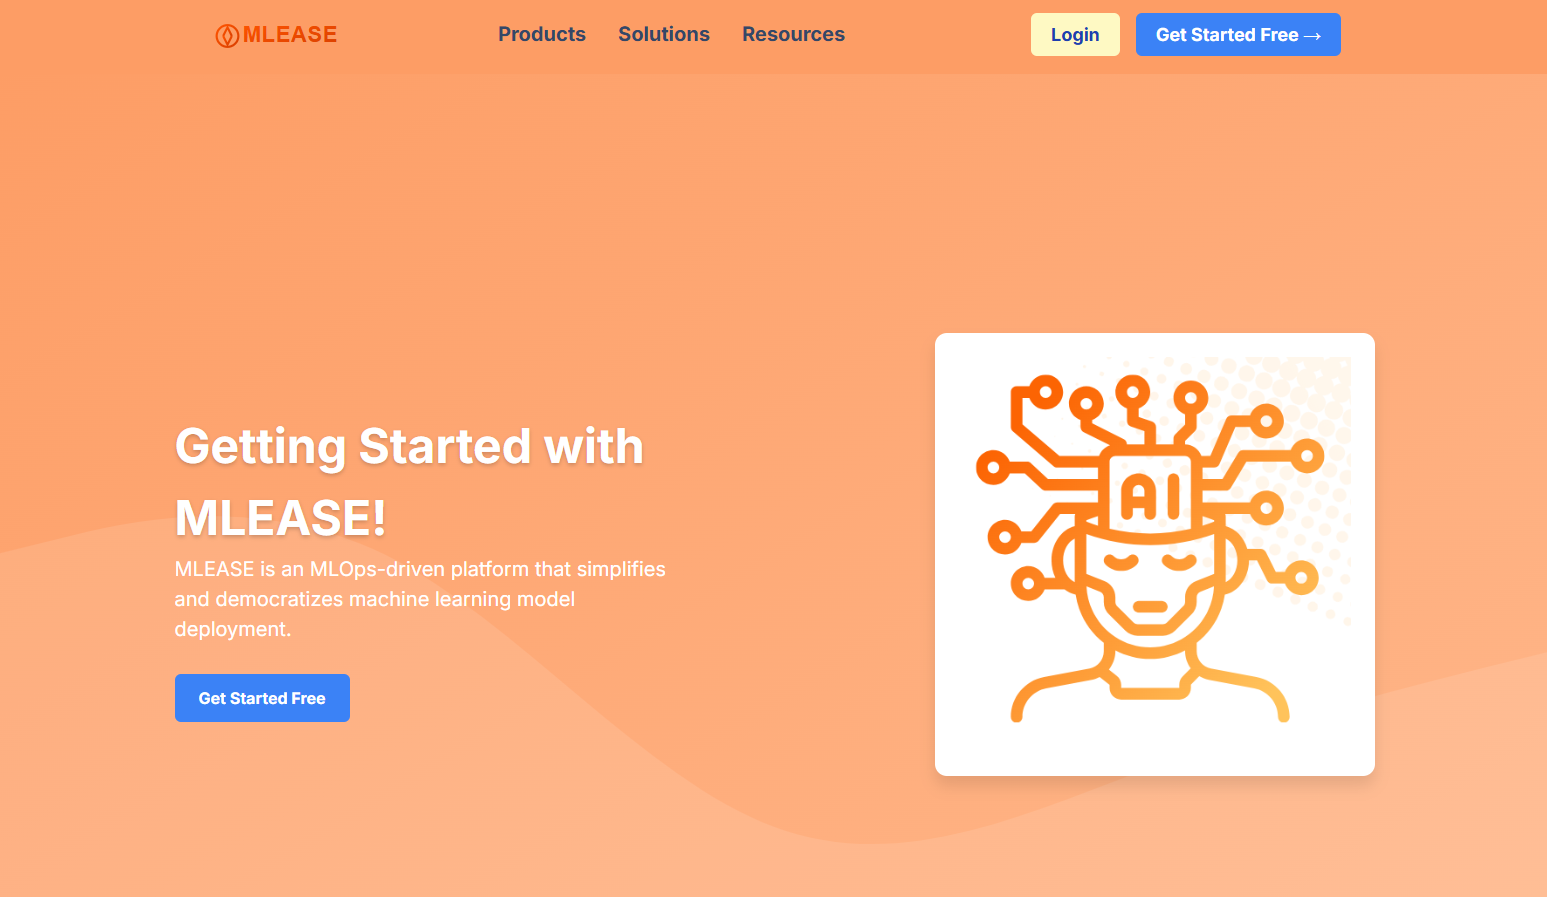 MLEASE
Products
Solutions
Resources
Login
Get Started Free →
Getting Started with
MLEASE!
MLEASE is an MLOps-driven platform that simplifies
and democratizes machine learning model
deployment.
Get Started Free
AI